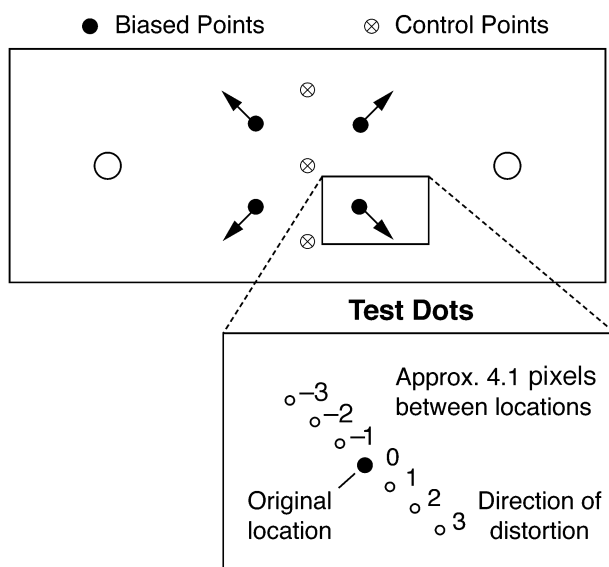 Biased Points
Control Points
Test Dots
Approx. 4.1 pixels
between locations
–3
–2
–1
0
1
2
3
Original
location
Direction of
distortion